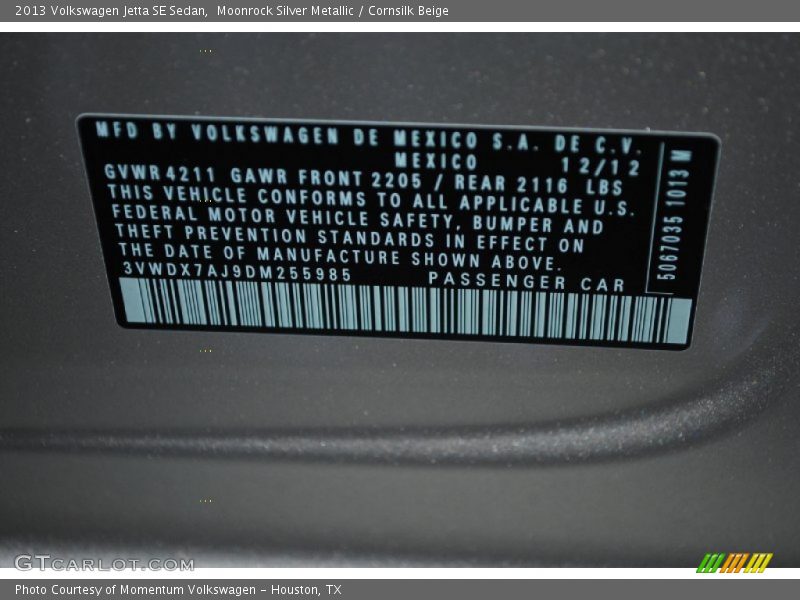 2013 Volkswagen Jetta SE Sedan,  Moonrock Silver Metallic / Cornsilk Beige
MFD BY VOLKSWAGEN DE MEXICO S.A. DE C.V.
MEXICO 12/12
GVWR 4211 GAWR FRONT 2205 / REAR 2116 LBS
THIS VEHICLE CONFORMS TO ALL APPLICABLE U.S.
FEDERAL MOTOR VEHICLE SAFETY, BUMPER AND
THEFT PREVENTION STANDARDS IN EFFECT ON
THE DATE OF MANUFACTURE SHOWN ABOVE.
3VWDX7AJ9DM255985 PASSENGER CAR
5067035 1013 M
GTCARLOT.COM
Photo Courtesy of Momentum Volkswagen - Houston, TX